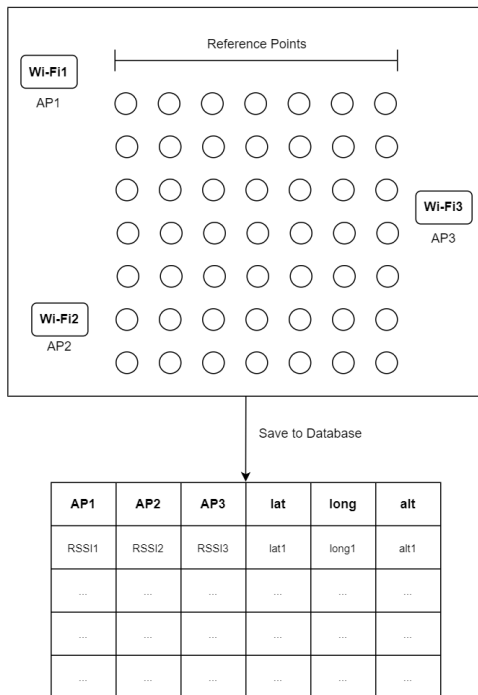 Reference Points
Wi-Fi1
AP1
Wi-Fi3
AP3
Wi-Fi2
AP2
Save to Database
AP1 AP2 AP3 lat long alt
RSSI1 RSSI2 RSSI3 lat1 long1 alt1
... ... ... ... ... ...
... ... ... ... ... ...
... ... ... ... ... ...